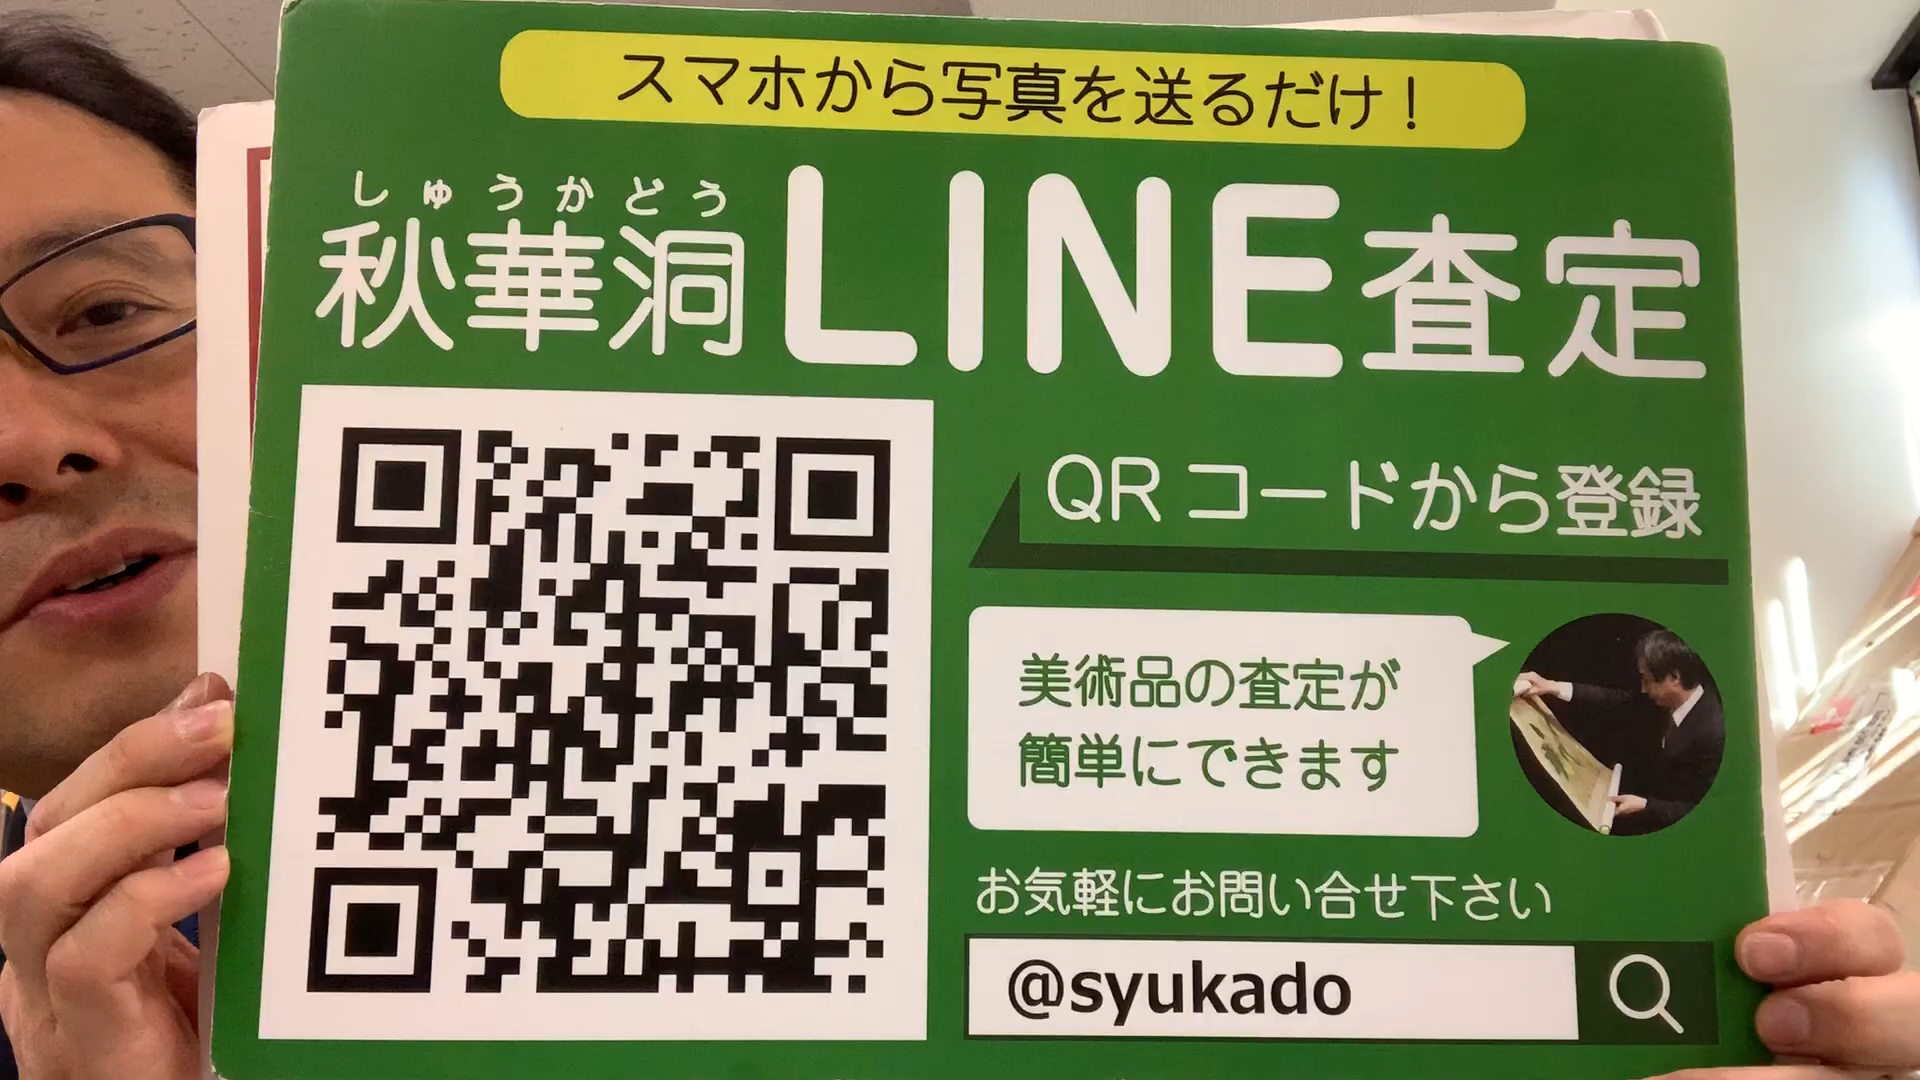 スマホから写真を送るだけ！
しゅうかどう
秋華洞LINE査定
QRコードから登録
美術品の査定が
簡単にできます
お気軽にお問い合せ下さい
@syukado